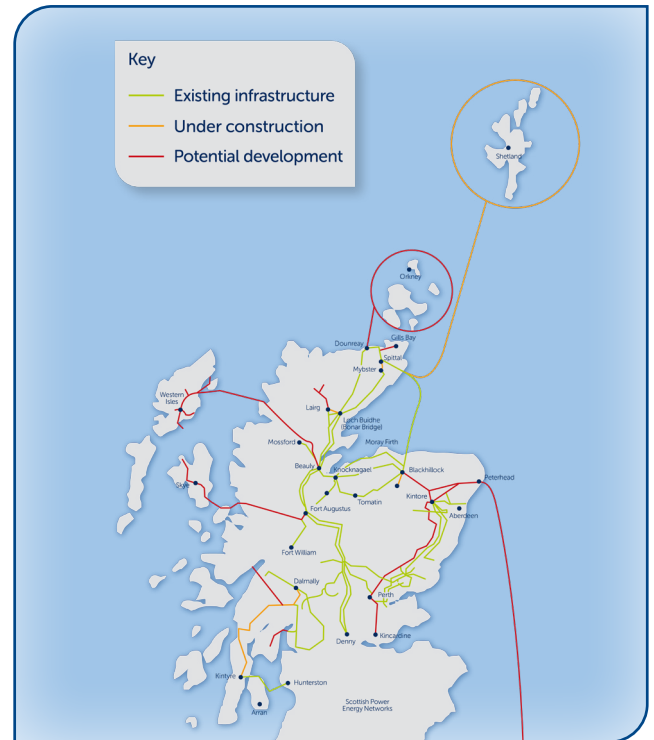 Key
Existing infrastructure
Under construction
Potential development
Shetland
Orkney
Dounreay
Gills Bay
Spittal
Mybster
Western
Isles
Lairg
Loch Buidhe
(Bonar Bridge)
Mossford
Moray Firth
Beauly
Knocknagael
Blackhillock
Peterhead
Skye
Kintore
Tomatin
Fort Augustus
Aberdeen
Fort William
Dalmally
Perth
Denny
Kincardine
Kintyre
Hunterston
Arran
Scottish Power
Energy Networks